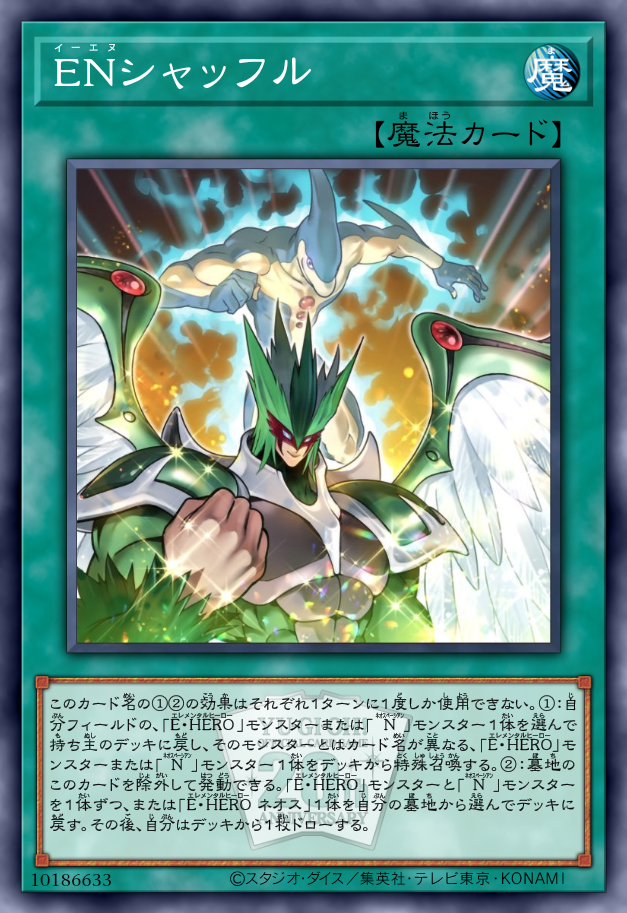 イーエヌ
ENシャッフル
魔
【魔法カード】
このカード名の①②の効果はそれぞれ1ターンに1度しか使用できない。①:自
分フィールドの、「E・HERO」モンスターまたは「N」モンスター1体を選んで
持ち主のデッキに戻し、そのモンスターとはカード名が異なる、「E・HERO」モ
ンスターまたは「N」モンスター1体をデッキから特殊召喚する。②:墓地の
このカードを除外して発動できる。「E・HERO」モンスターと「N」モンスター
を1体ずつ、または「E・HERO ネオス」1体を自分の墓地から選んでデッキに
戻す。その後、自分はデッキから1枚ドローする。
YU-GI-OH!
ANNIVERSARY
10186633 ©スタジオ・ダイス/集英社・テレビ東京・KONAMI